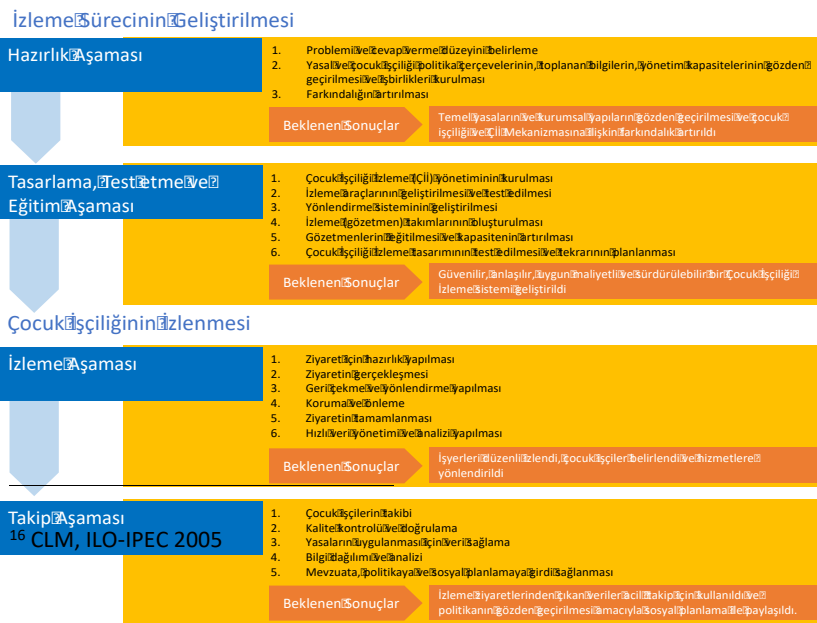 İzleme Sürecinin Geliştirilmesi
Hazırlık Aşaması
1. Problemi ve cevap verme düzeyini belirleme
2. Yasal ve çocuk işçiliği politika çerçevelerinin, toplanan bilgilerin, yönetim kapasitelerinin gözden
geçirilmesi ve işbirlikleri kurulması
3. Farkındalığın artırılması
Beklenen Sonuçlar
Temel yasaların ve kurumsal yapıların gözden geçirilmesi ve çocuk
işçiliği ve Çİİ Mekanizmasına ilişkin farkındalık artırıldı
Tasarlama, Test etme ve
Eğitim Aşaması
1. Çocuk İşçiliği İzleme (Çİİ) yönetiminin kurulması
2. İzleme araçlarının geliştirilmesi ve test edilmesi
3. Yönlendirme sisteminin geliştirilmesi
4. İzleme (gözetmen) takımlarının oluşturulması
5. Gözetmenlerin eğitilmesi ve kapasitenin artırılması
6. Çocuk İşçiliği İzleme tasarımının test edilmesi ve tekrarının planlanması
Beklenen Sonuçlar
Güvenilir, anlaşılır, uygun maliyetli ve sürdürülebilir bir Çocuk İşçiliği
İzleme sistemi geliştirildi
Çocuk İşçiliğinin İzlenmesi
İzleme Aşaması
1. Ziyaret için hazırlık yapılması
2. Ziyaretin gerçekleşmesi
3. Geri çekme ve yönlendirme yapılması
4. Koruma ve önleme
5. Ziyaretin tamamlanması
6. Hızlı veri yönetimi ve analizi yapılması
Beklenen Sonuçlar
İşyerleri düzenli izlendi, çocuk işçiler belirlendi ve hizmetlere
yönlendirildi
Takip Aşaması
16 CLM, ILO-IPEC 2005
1. Çocuk işçilerin takibi
2. Kalite kontrolü ve doğrulama
3. Yasaların uygulanması için veri sağlama
4. Bilgi dağılımı ve analizi
5. Mevzuata, politikaya ve sosyal planlamaya girdi sağlanması
Beklenen Sonuçlar
İzleme ziyaretlerinden çıkan veriler acil takip için kullanıldı ve
politikanın gözden geçirilmesi amacıyla sosyal planlama ile paylaşıldı.